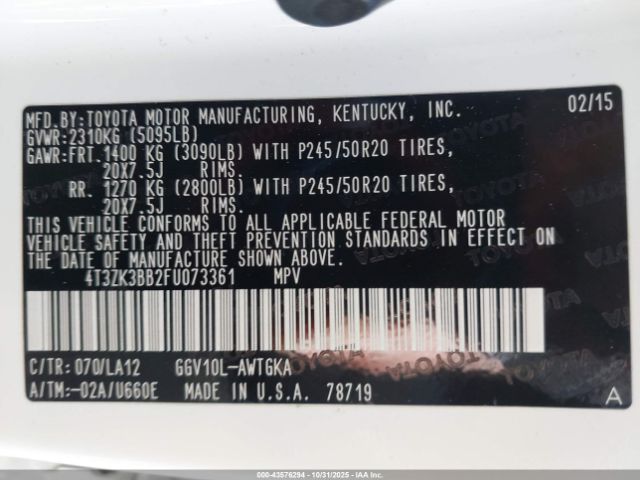 MFD.BY:TOYOTA MOTOR MANUFACTURING, KENTUCKY, INC. 02/15
GVWR:2310KG (5095LB)
GAWR:FRT. 1400 KG (3090LB) WITH P245/50R20 TIRES,
20X7.5J RIMS.
RR. 1270 KG (2800LB) WITH P245/50R20 TIRES,
20X7.5J RIMS.
THIS VEHICLE CONFORMS TO ALL APPLICABLE FEDERAL MOTOR
VEHICLE SAFETY AND THEFT PREVENTION STANDARDS IN EFFECT ON
THE DATE OF MANUFACTURE SHOWN ABOVE.
4T3ZK3BB2FU073361 MPV
C/TR: 070/LA12 GGV10L-AWTGKA
A/TM:-02A/U660E MADE IN U.S.A. 78719 A
000-43576294 - 10/31/2025 - Copyright © IAA, Inc.